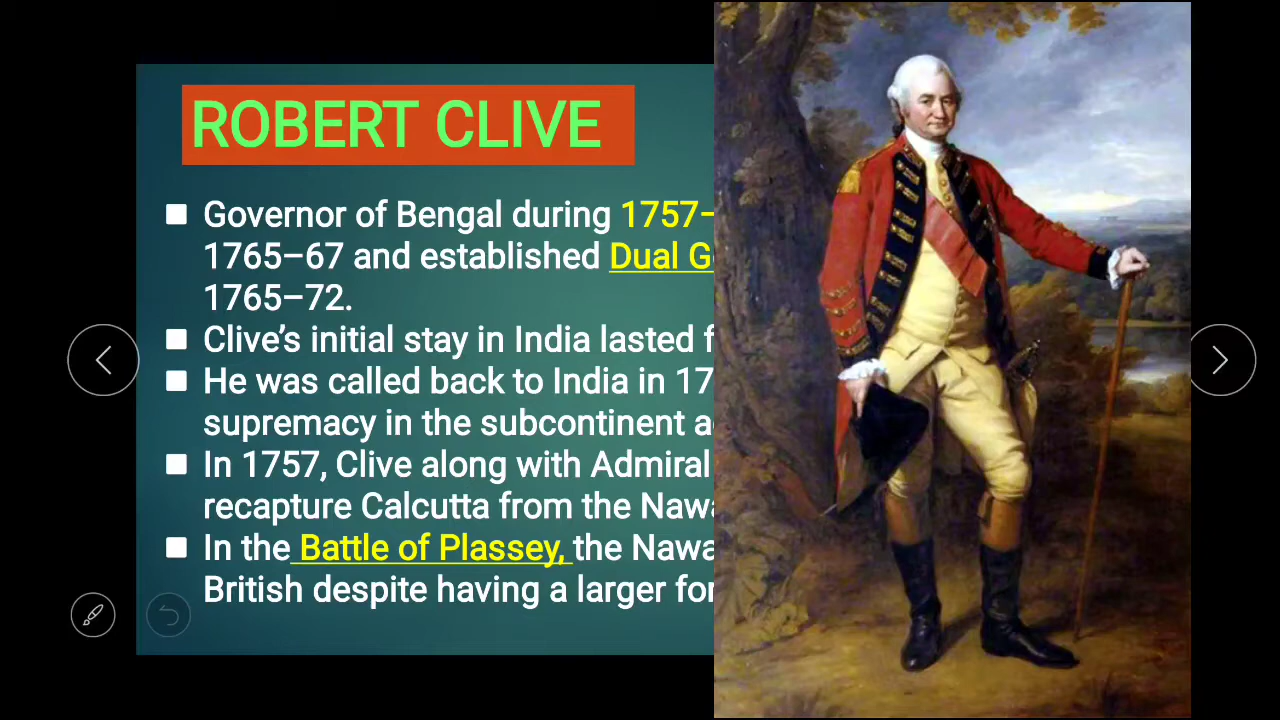 ROBERT CLIVE
Governor of Bengal during 1757–
1765–67 and established Dual G
1765–72.
Clive’s initial stay in India lasted f
He was called back to India in 17
supremacy in the subcontinent a
In 1757, Clive along with Admiral
recapture Calcutta from the Nawa
In the Battle of Plassey, the Nawa
British despite having a larger for